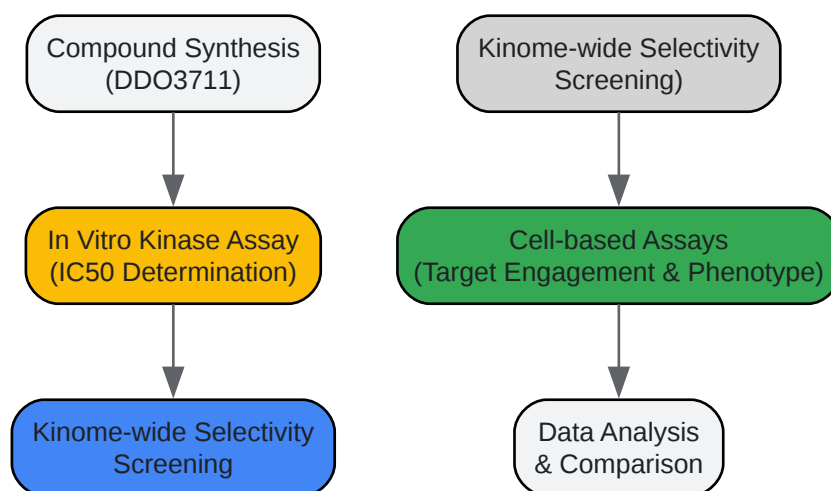 Compound Synthesis
(DDO3711)
In Vitro Kinase Assay
(IC50 Determination)
Kinome-wide Selectivity
Screening
Kinome-wide Selectivity
Screening)
Cell-based Assays
(Target Engagement & Phenotype)
Data Analysis
& Comparison